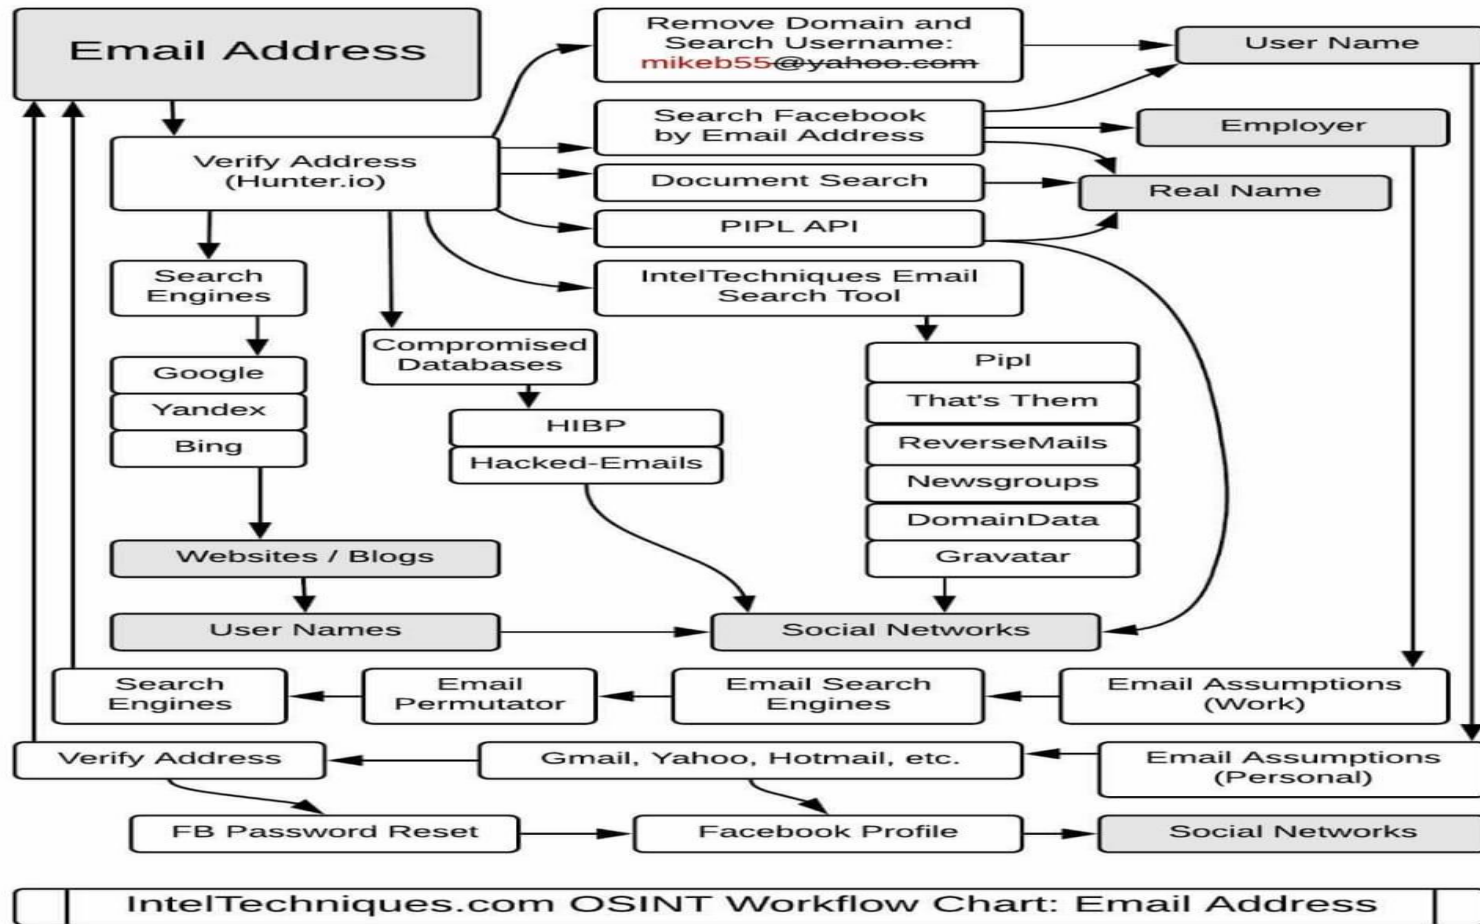 Email Address
Remove Domain and
Search Username:
mikeb55@yahoo.com
User Name
Search Facebook
by Email Address
Employer
Verify Address
(Hunter.io)
Document Search
Real Name
PIPL API
Search
Engines
IntelTechniques Email
Search Tool
Compromised
Databases
Google
Yandex
Bing
Pipl
That's Them
ReverseMails
Newsgroups
DomainData
Gravatar
HIBP
Hacked-Emails
Websites / Blogs
User Names
Social Networks
Search
Engines
Email
Permutator
Email Search
Engines
Email Assumptions
(Work)
Verify Address
Gmail, Yahoo, Hotmail, etc.
Email Assumptions
(Personal)
FB Password Reset
Facebook Profile
Social Networks
IntelTechniques.com OSINT Workflow Chart: Email Address